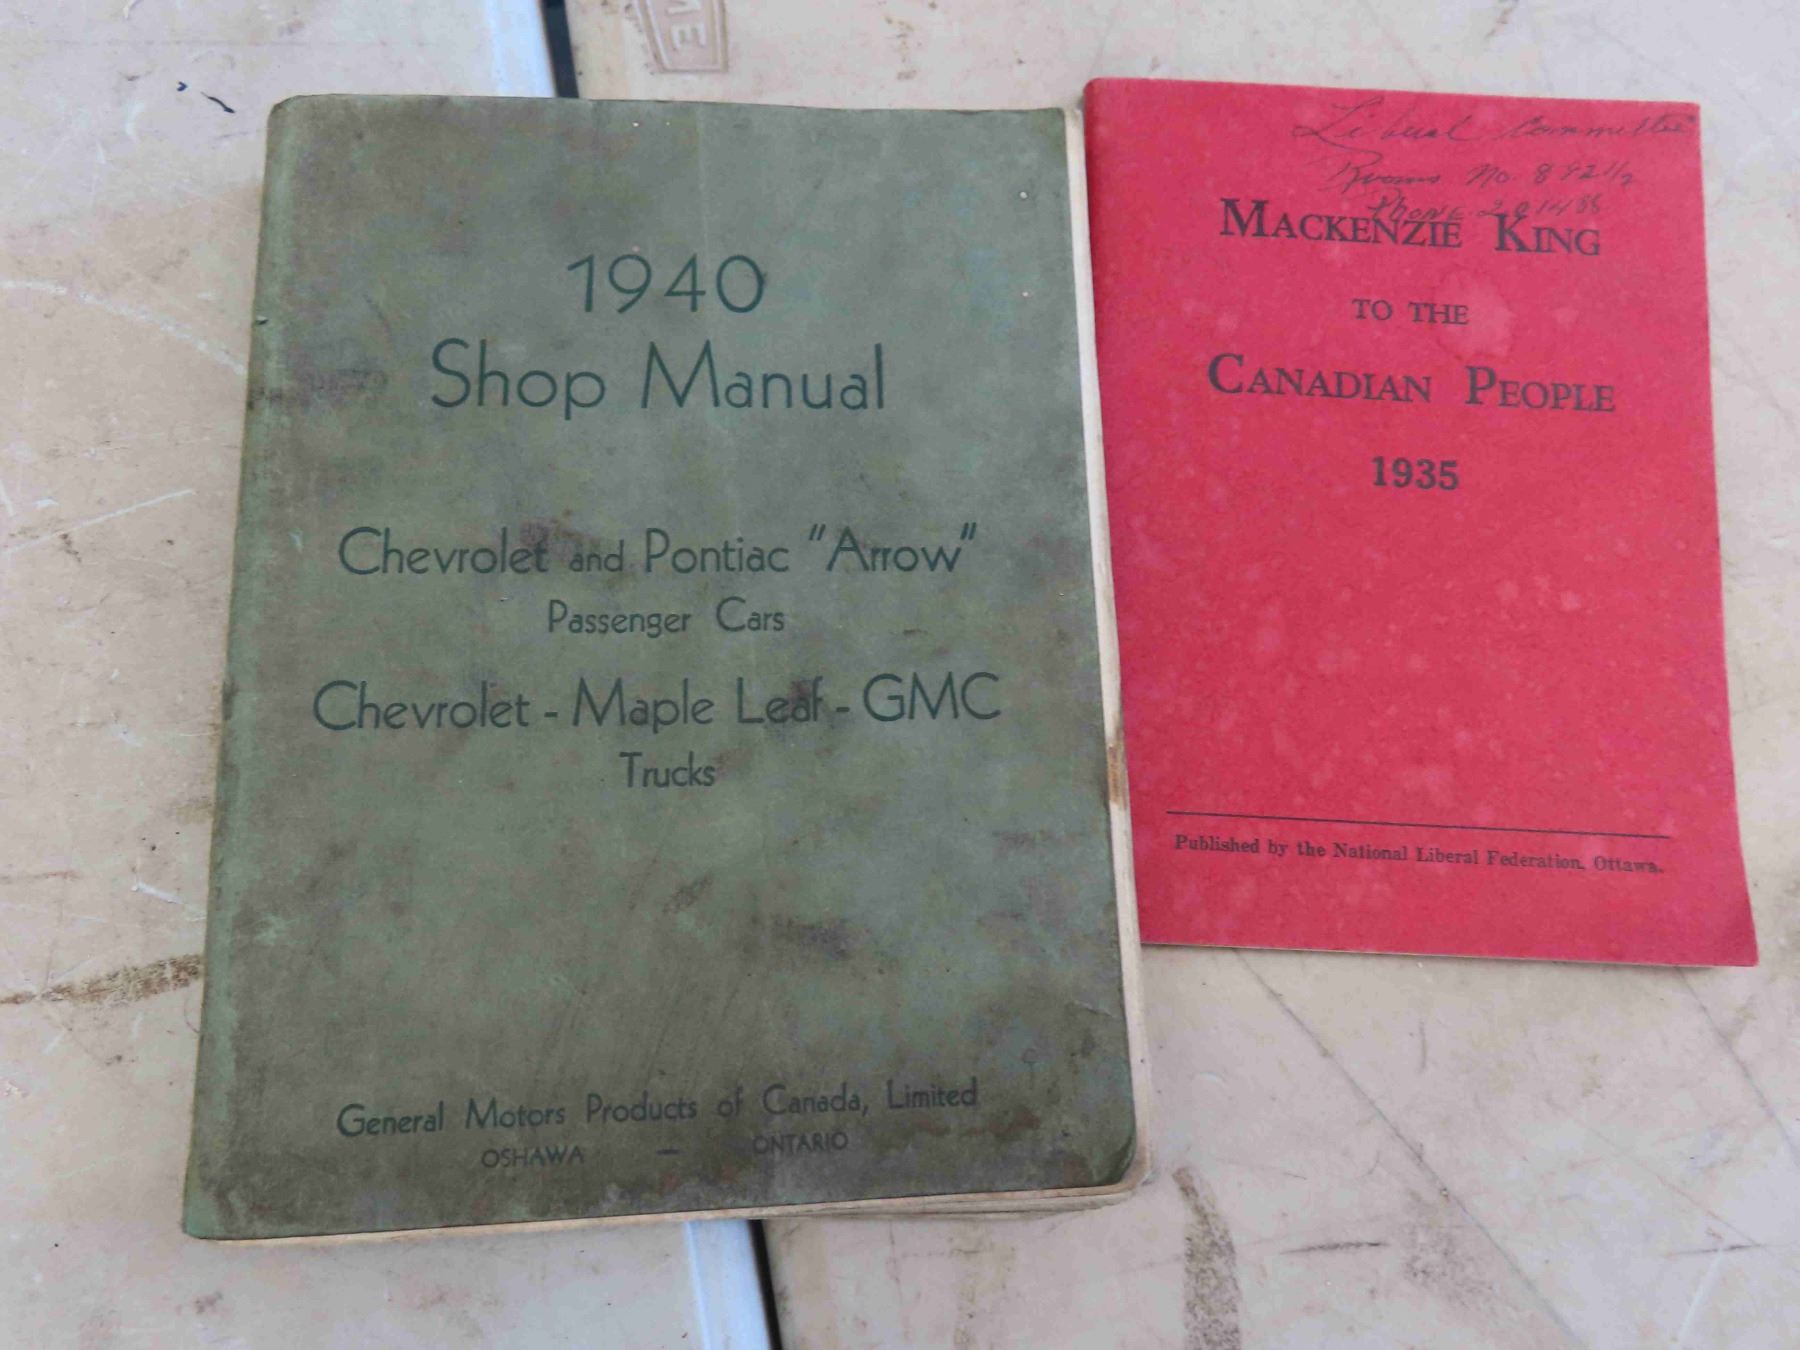 1940
Shop Manual
Chevrolet and Pontiac "Arrow"
Passenger Cars
Chevrolet - Maple Leaf - GMC
Trucks
General Motors Products of Canada, Limited
OSHAWA — ONTARIO
Liberal Committee
Rooms No.
PHONE
MACKENZIE KING
TO THE
CANADIAN PEOPLE
1935
Published by the National Liberal Federation, Ottawa.